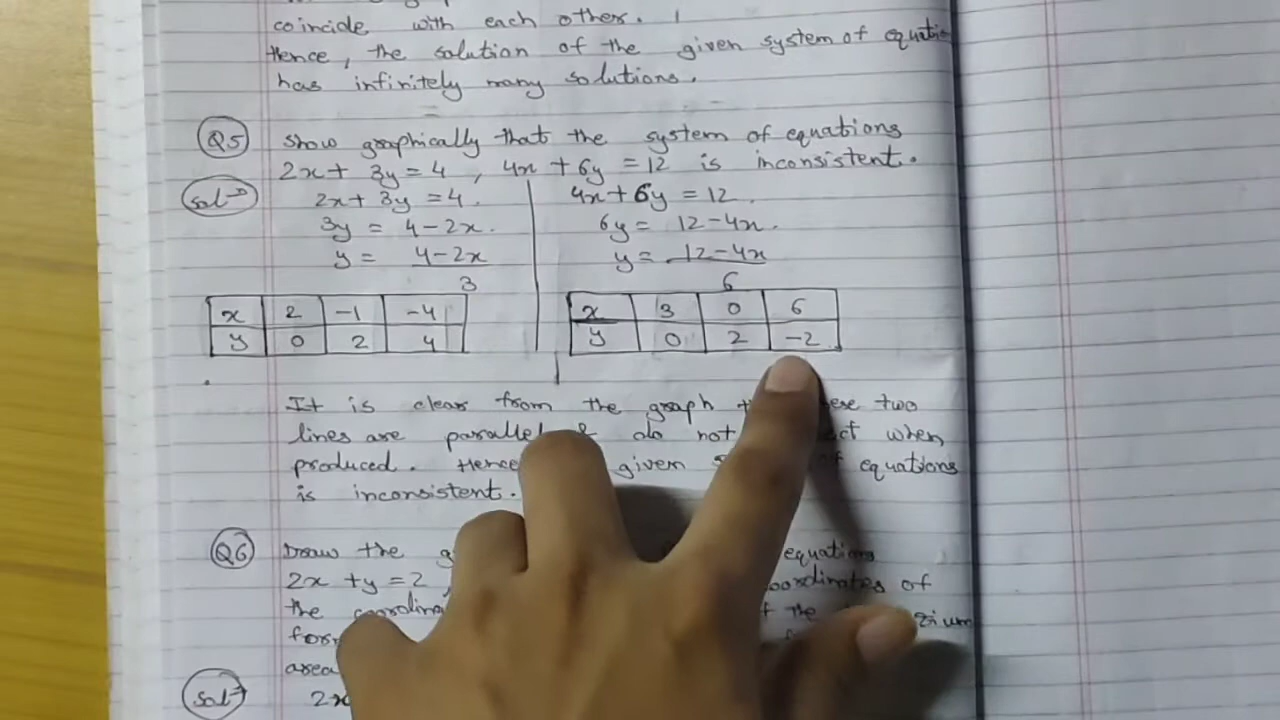 coincide with each other.
Hence, the solution of the given system of equatio
has infinitely many solutions.
Q5 Show graphically that the system of equations
2x + 3y = 4, 4x + 6y = 12 is inconsistent.
Sol
2x + 3y = 4.
3y = 4-2x.
y = 4-2x
3
x 2 -1 -4
y 0 2 4
4x + 6y = 12.
6y = 12-4x.
y = 12-4x
6
x 3 0 6
y 0 2 -2
It is clear from the graph these two
lines are parallel & do not when
produced. Hence given of equations
is inconsistent.
Q6 Draw the equations
2x + y = 2 coordinates of
the the
area
Sol
2x